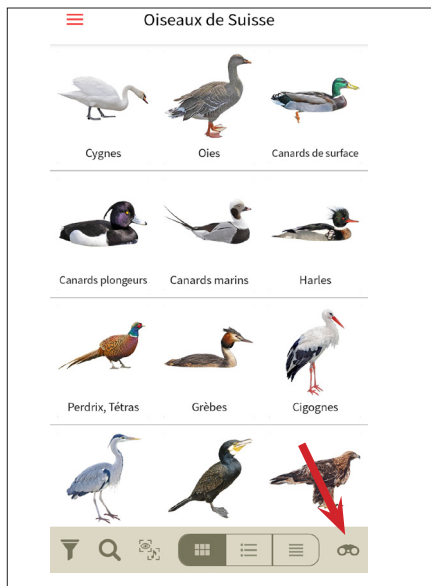 Oiseaux de Suisse
Cygnes
Oies
Canards de surface
Canards plongeurs
Canards marins
Harles
Perdrix, Tétras
Grèbes
Cigognes